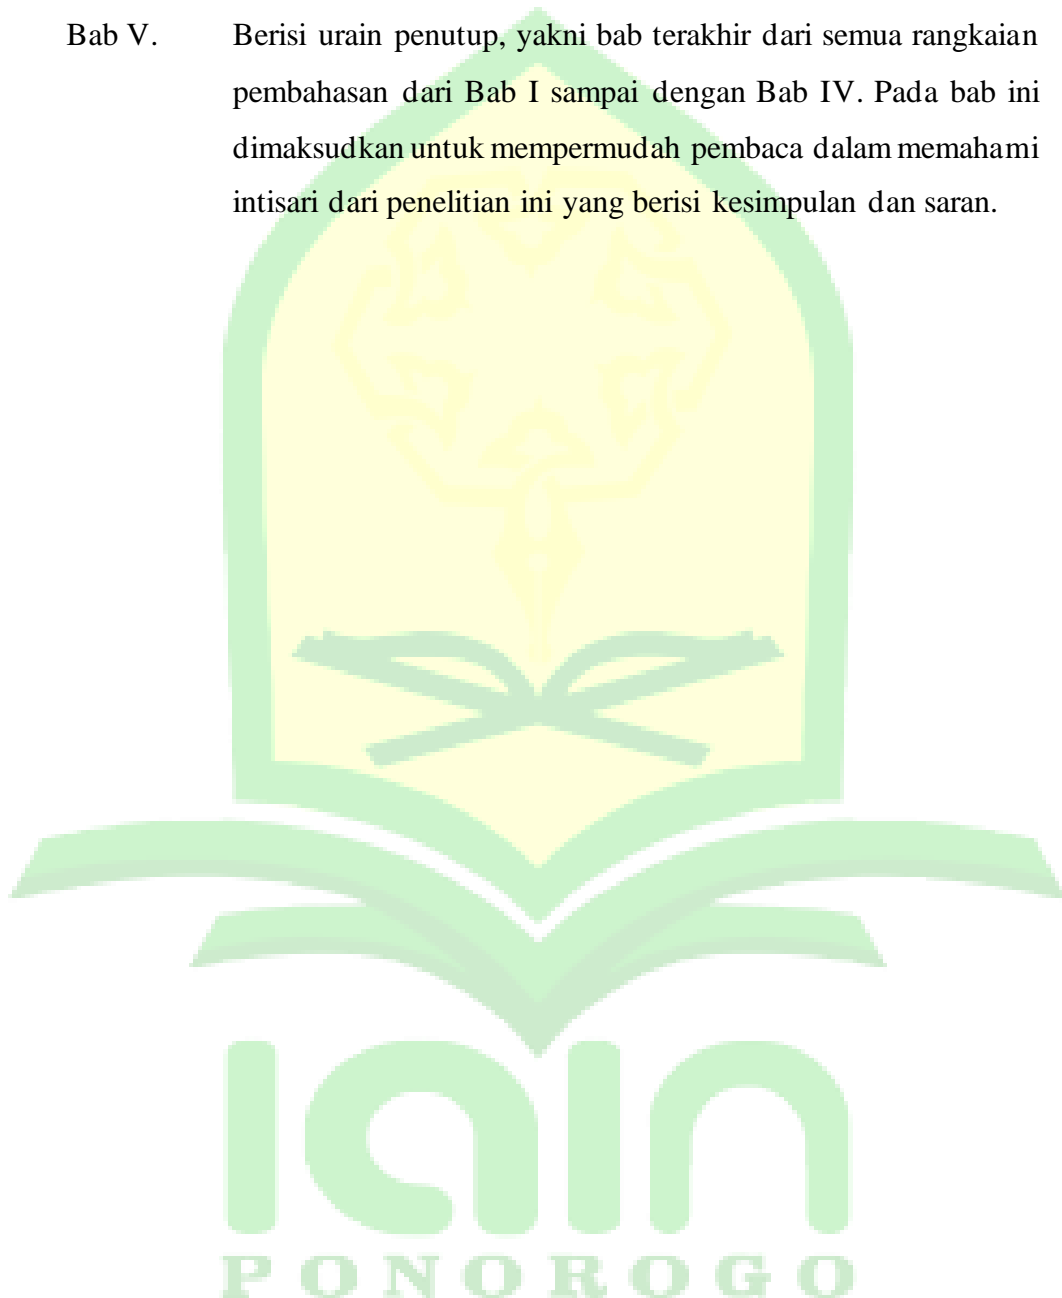 Bab V. Berisi urain penutup, yakni bab terakhir dari semua rangkaian
pembahasan dari Bab I sampai dengan Bab IV. Pada bab ini
dimaksudkan untuk mempermudah pembaca dalam memahami
intisari dari penelitian ini yang berisi kesimpulan dan saran.
iain
PONOROGO